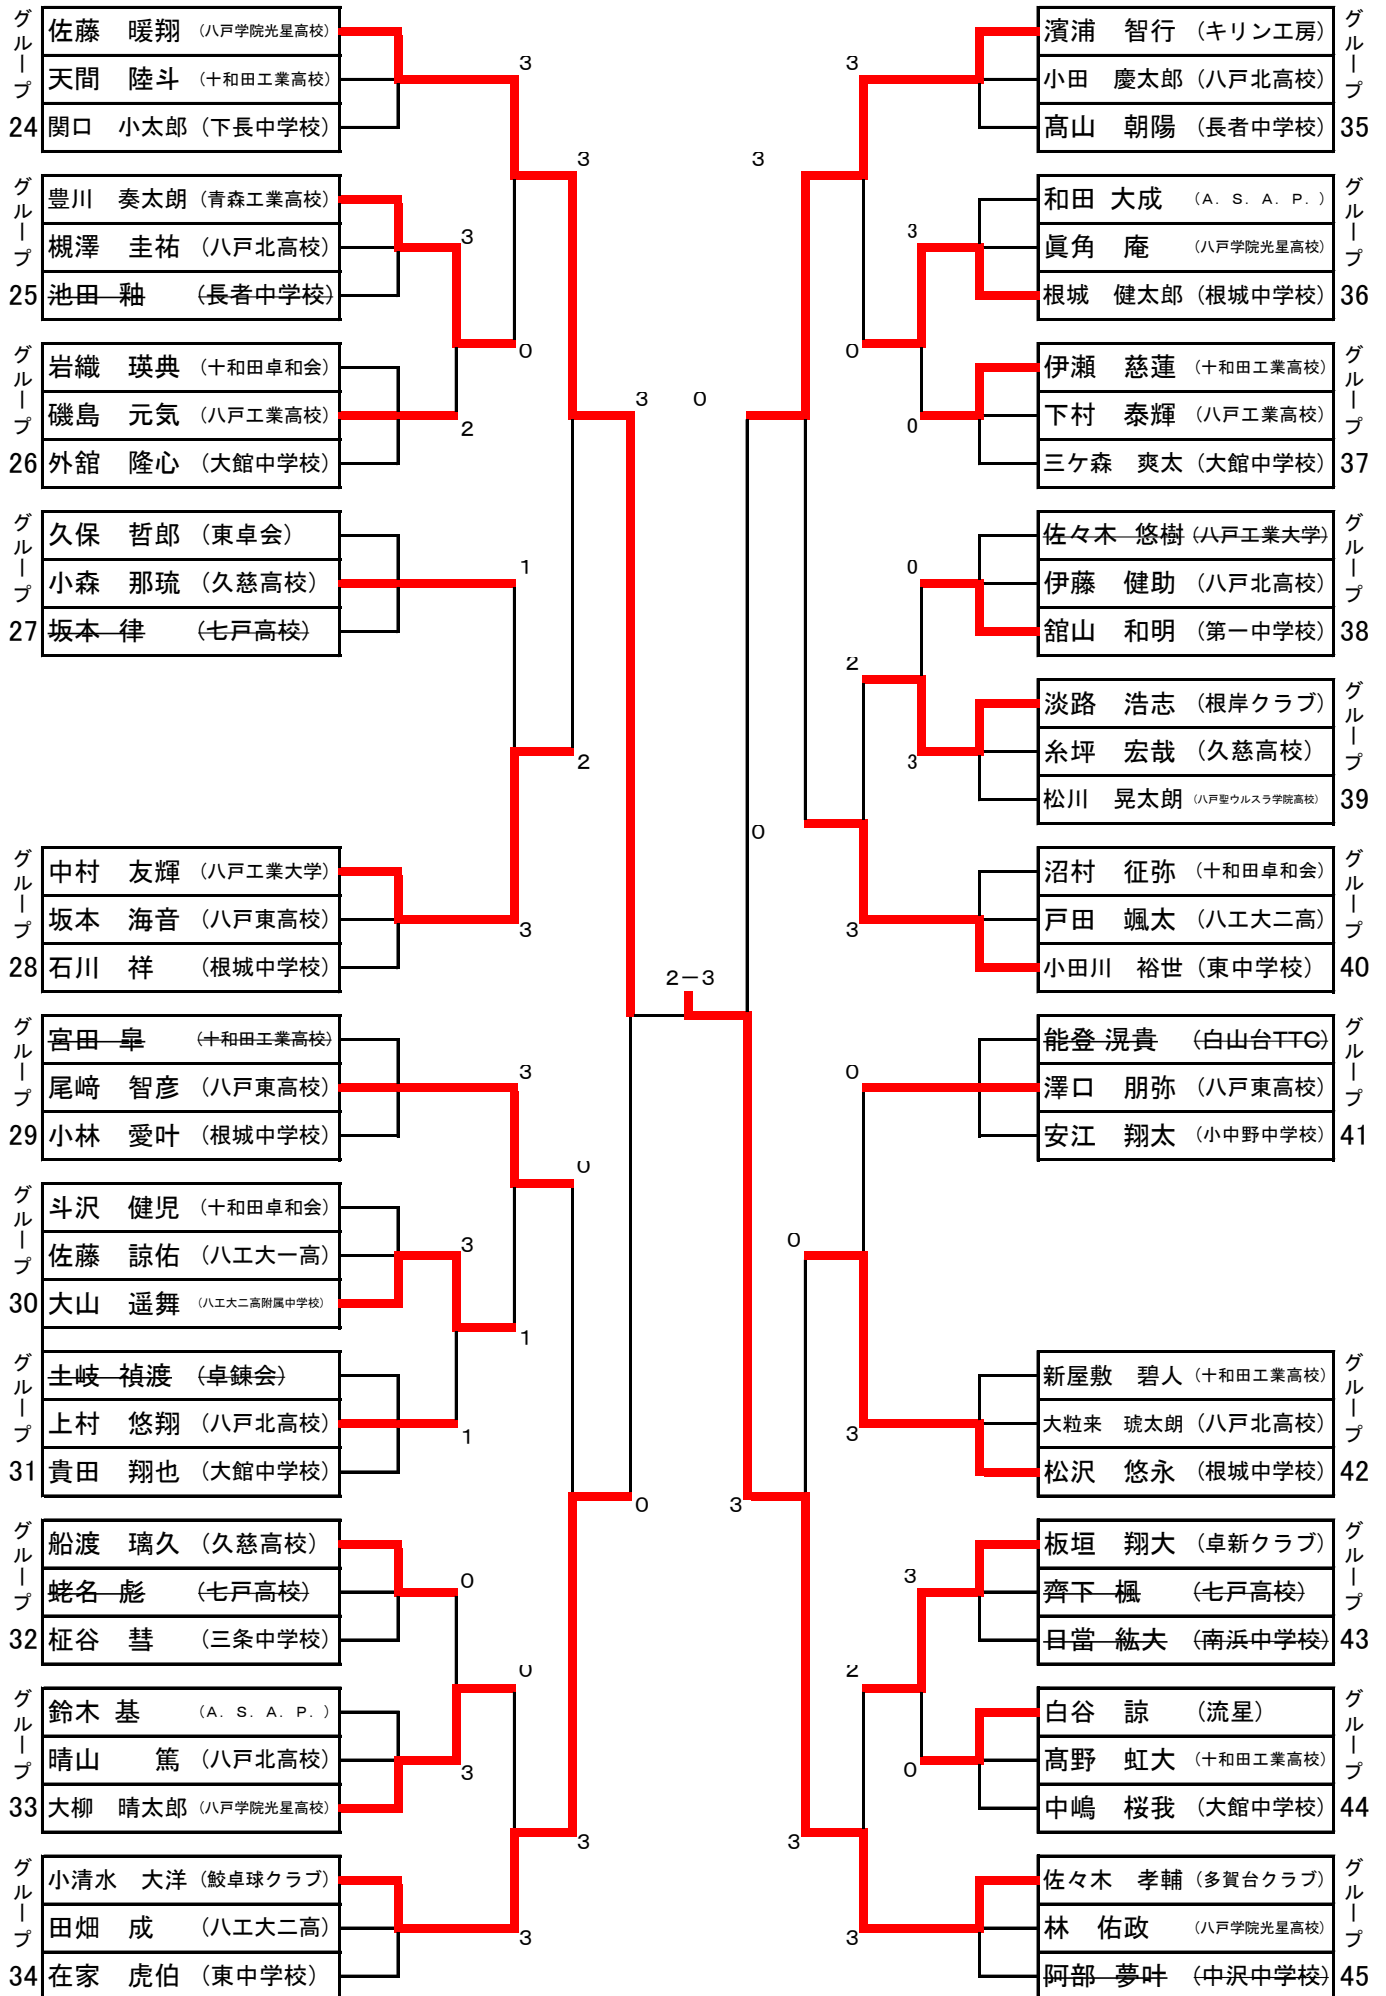 グループ24
佐藤　暖翔 （八戸学院光星高校）
天間　陸斗 （十和田工業高校）
関口　小太郎 （下長中学校）
グループ25
豊川　奏太朗 （青森工業高校）
槻澤　圭祐 （八戸北高校）
池田 釉 （長者中学校）
グループ26
岩織　瑛典 （十和田卓和会）
磯島　元気 （八戸工業高校）
外舘　隆心 （大館中学校）
グループ27
久保　哲郎 （東卓会）
小森　那琉 （久慈高校）
坂本 律 （七戸高校）
グループ28
中村　友輝 （八戸工業大学）
坂本　海音 （八戸東高校）
石川　祥 （根城中学校）
グループ29
宮田 皐 （十和田工業高校）
尾﨑　智彦 （八戸東高校）
小林　愛叶 （根城中学校）
グループ30
斗沢　健児 （十和田卓和会）
佐藤　諒佑 （八工大一高）
大山　遥舞 （八工大二高附属中学校）
グループ31
土岐 禎渡 （卓錬会）
上村　悠翔 （八戸北高校）
貴田　翔也 （大館中学校）
グループ32
船渡　璃久 （久慈高校）
蛯名 彪 （七戸高校）
柾谷　彗 （三条中学校）
グループ33
鈴木 基 （A．S．A．P．）
晴山　篤 （八戸北高校）
大柳　晴太郎 （八戸学院光星高校）
グループ34
小清水　大洋 （鮫卓球クラブ）
田畑　成 （八工大二高）
在家　虎伯 （東中学校）
3
3
3
0
2
3
1
2
3
3
0
3
1
1
0
0
0
3
3
3
2－3
0
3
3
3
0
0
0
2
3
0
3
0
0
3
3
3
2
0
3
3
グループ35
濱浦　智行 （キリン工房）
小田　慶太郎 （八戸北高校）
髙山　朝陽 （長者中学校）
グループ36
和田 大成 （A．S．A．P．）
眞角　庵 （八戸学院光星高校）
根城　健太郎 （根城中学校）
グループ37
伊瀬　慈蓮 （十和田工業高校）
下村　泰輝 （八戸工業高校）
三ケ森　爽太 （大館中学校）
グループ38
佐々木 悠樹 （八戸工業大学）
伊藤　健助 （八戸北高校）
舘山　和明 （第一中学校）
グループ39
淡路　浩志 （根岸クラブ）
糸坪　宏哉 （久慈高校）
松川　晃太朗 （八戸聖ウルスラ学院高校）
グループ40
沼村　征弥 （十和田卓和会）
戸田　颯太 （八工大二高）
小田川　裕世 （東中学校）
グループ41
能登 滉貴 （白山台TTC）
澤口　朋弥 （八戸東高校）
安江　翔太 （小中野中学校）
グループ42
新屋敷　碧人 （十和田工業高校）
大粒来　琥太朗 （八戸北高校）
松沢　悠永 （根城中学校）
グループ43
板垣　翔大 （卓新クラブ）
齊下 楓 （七戸高校）
日當 紘大 （南浜中学校）
グループ44
白谷　諒 （流星）
髙野　虹大 （十和田工業高校）
中嶋　桜我 （大館中学校）
グループ45
佐々木　孝輔 （多賀台クラブ）
林　佑政 （八戸学院光星高校）
阿部 夢叶 （中沢中学校）